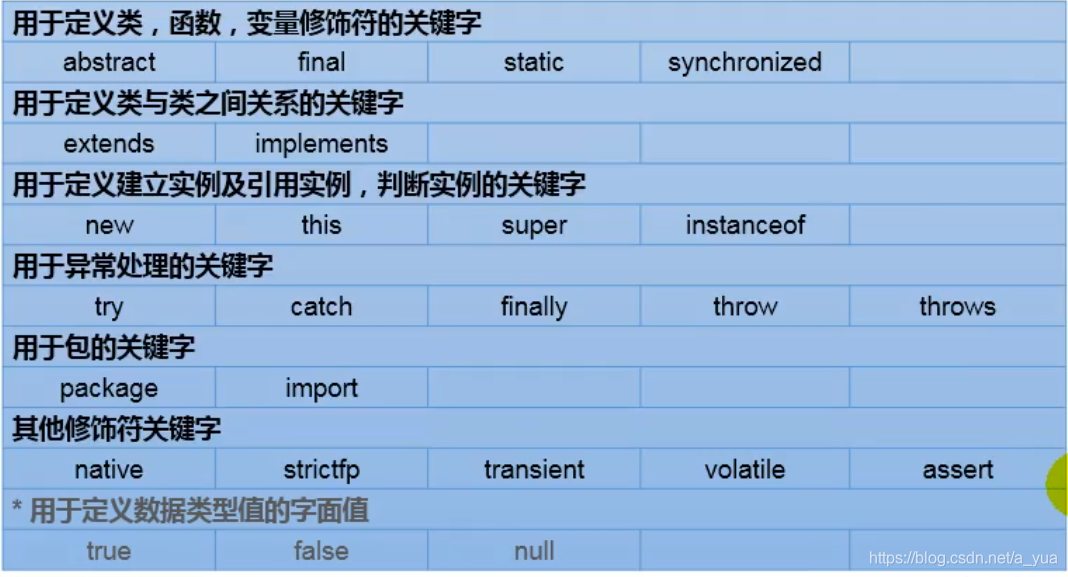 用于定义类，函数，变量修饰符的关键字
abstract final static synchronized
用于定义类与类之间关系的关键字
extends implements
用于定义建立实例及引用实例，判断实例的关键字
new this super instanceof
用于异常处理的关键字
try catch finally throw throws
用于包的关键字
package import
其他修饰符关键字
native strictfp transient volatile assert
* 用于定义数据类型值的字面值
true false null
https://blog.csdn.net/a_yua